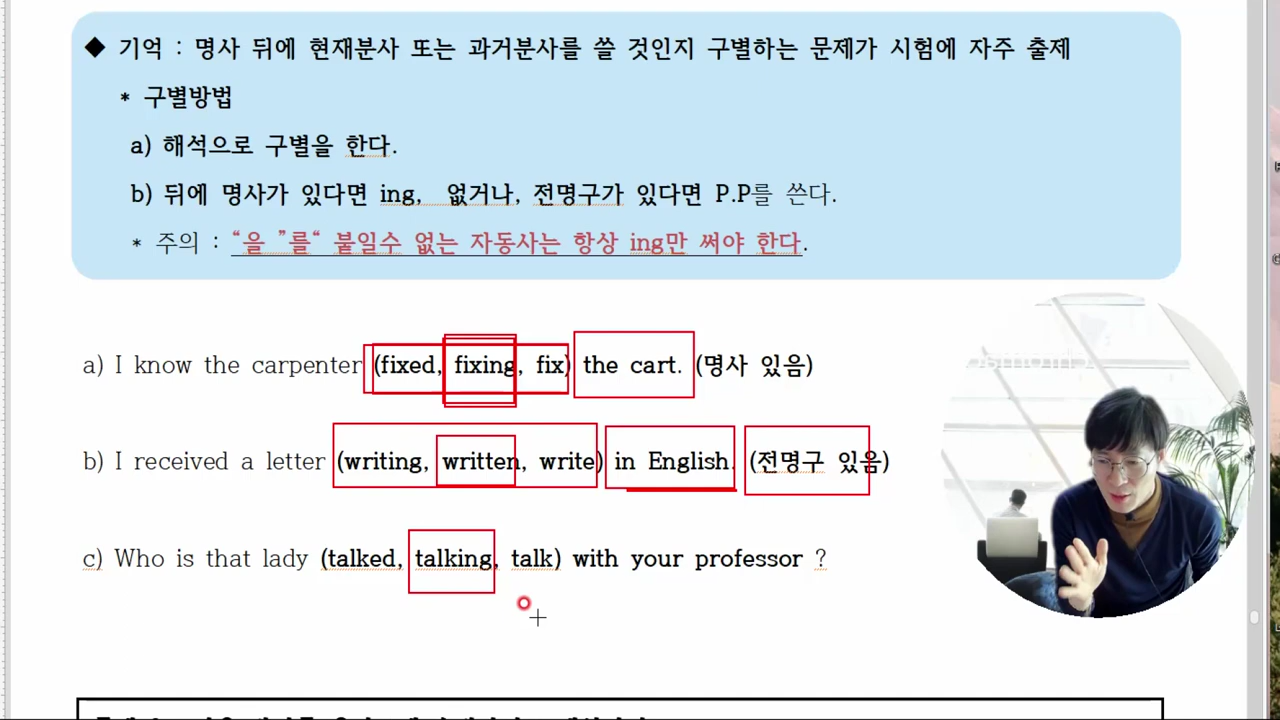 ◆ 기억 : 명사 뒤에 현재분사 또는 과거분사를 쓸 것인지 구별하는 문제가 시험에 자주 출제
* 구별방법
a) 해석으로 구별을 한다.
b) 뒤에 명사가 있다면 ing, 없거나, 전명구가 있다면 P.P를 쓴다.
* 주의 : “을 ”를“ 붙일수 없는 자동사는 항상 ing만 써야 한다.
a) I know the carpenter (fixed, fixing, fix) the cart. (명사 있음)
b) I received a letter (writing, written, write) in English. (전명구 있음)
c) Who is that lady (talked, talking, talk) with your professor ?